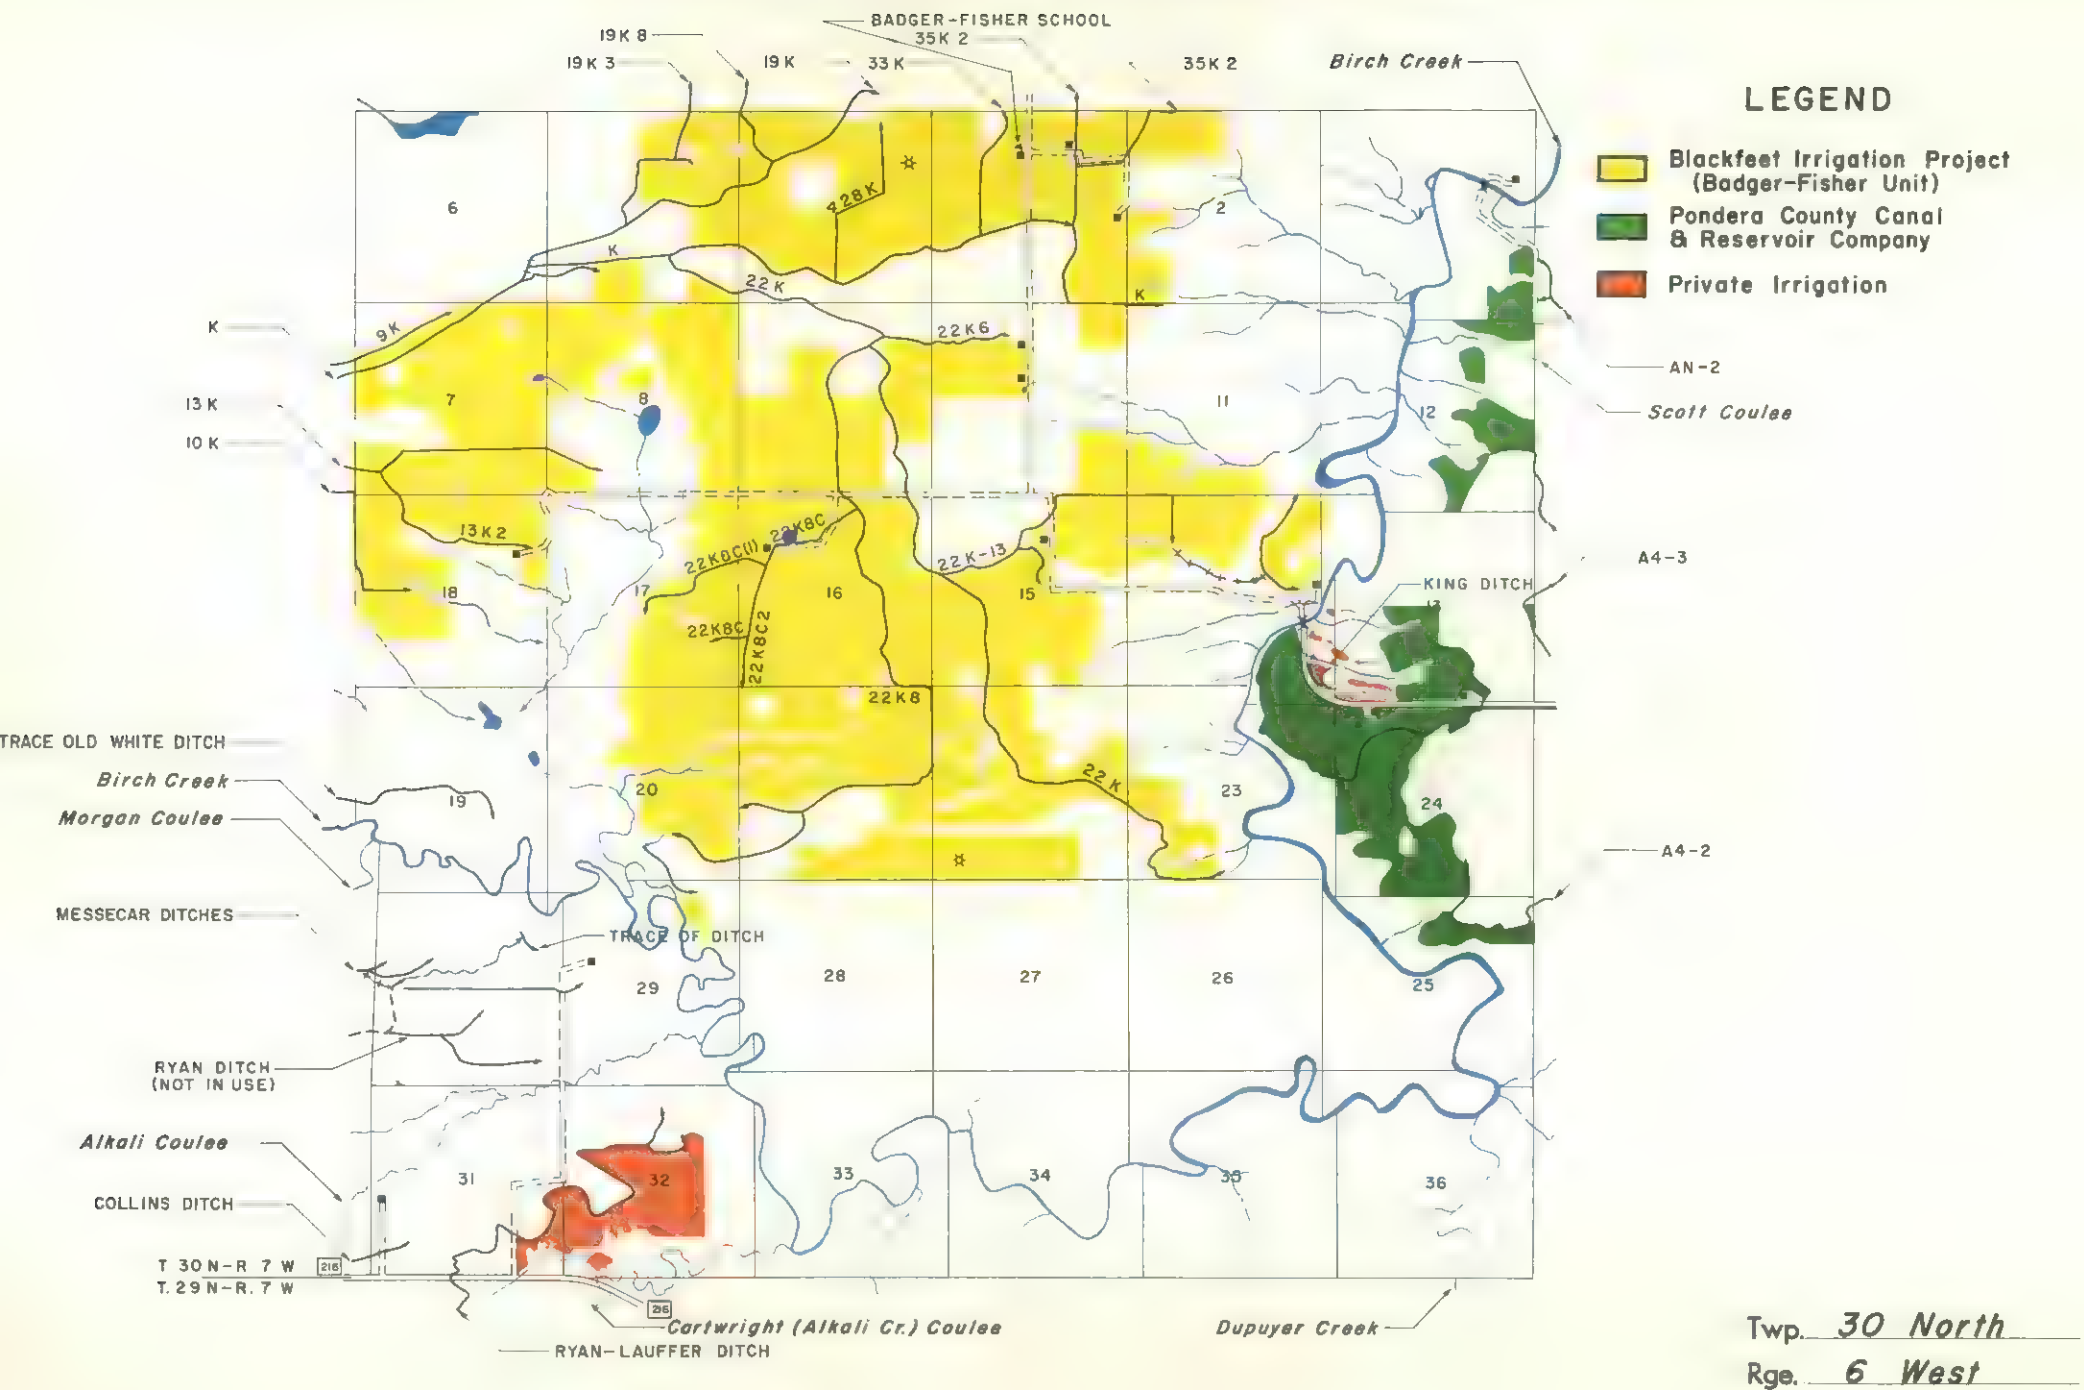 BADGER-FISHER SCHOOL
19K 8
35K 2
19K 3
19K
33K
35K 2
Birch Creek
LEGEND
Blackfeet Irrigation Project
(Badger-Fisher Unit)
Pondera County Canal
& Reservoir Company
Private Irrigation
6
428K
2
K
22K
K
K
9K
22K6
AN-2
13K
7
8
11
12
Scott Coulee
10K
13K2
22K8C
22K8C(1)
22K-13
A4-3
18
17
16
15
KING DITCH
13
22K8C
22K8C2
22K8
TRACE OLD WHITE DITCH
Birch Creek
19
20
22K
23
24
Morgan Coulee
A4-2
MESSECAR DITCHES
TRACE OF DITCH
29
28
27
26
25
RYAN DITCH
(NOT IN USE)
Alkali Coulee
31
32
33
34
35
36
COLLINS DITCH
T 30N-R 7 W
216
T. 29N-R. 7 W
216
Cartwright (Alkali Cr.) Coulee
Dupuyer Creek
RYAN-LAUFFER DITCH
Twp. 30 North
Rge. 6 West